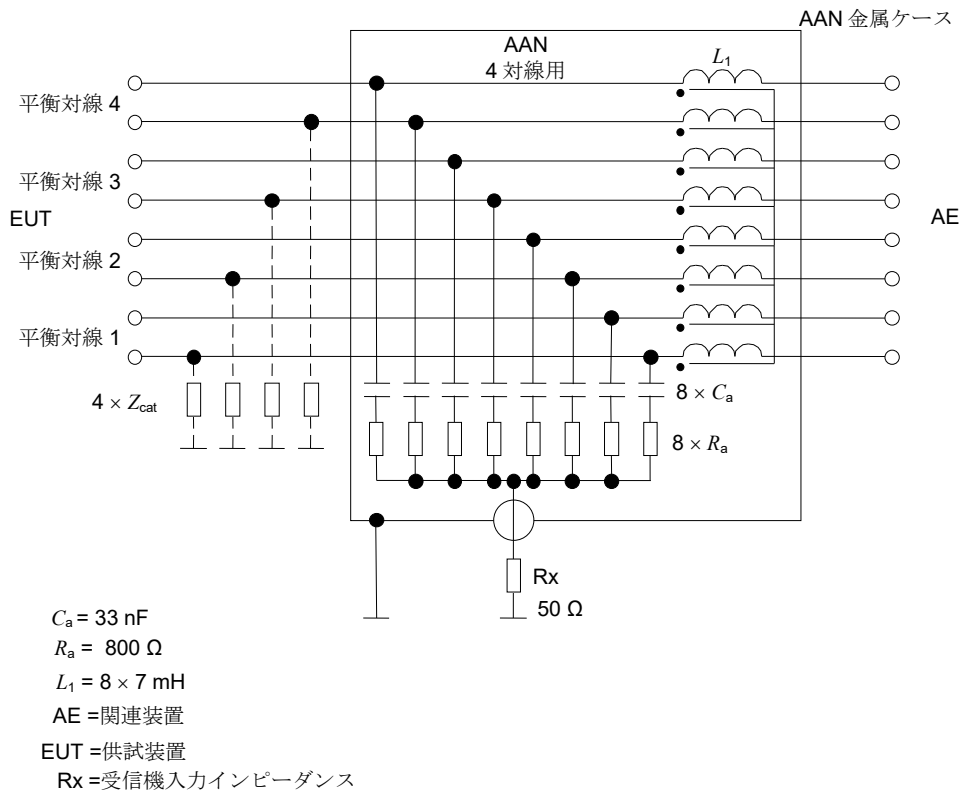 AAN 金属ケース
AAN
4 対線用
L1
平衡対線 4
平衡対線 3
EUT
AE
平衡対線 2
平衡対線 1
4 × Zcat
8 × Ca
8 × Ra
Rx
50 Ω
Ca = 33 nF
Ra = 800 Ω
L1 = 8 × 7 mH
AE =関連装置
EUT =供試装置
Rx =受信機入力インピーダンス